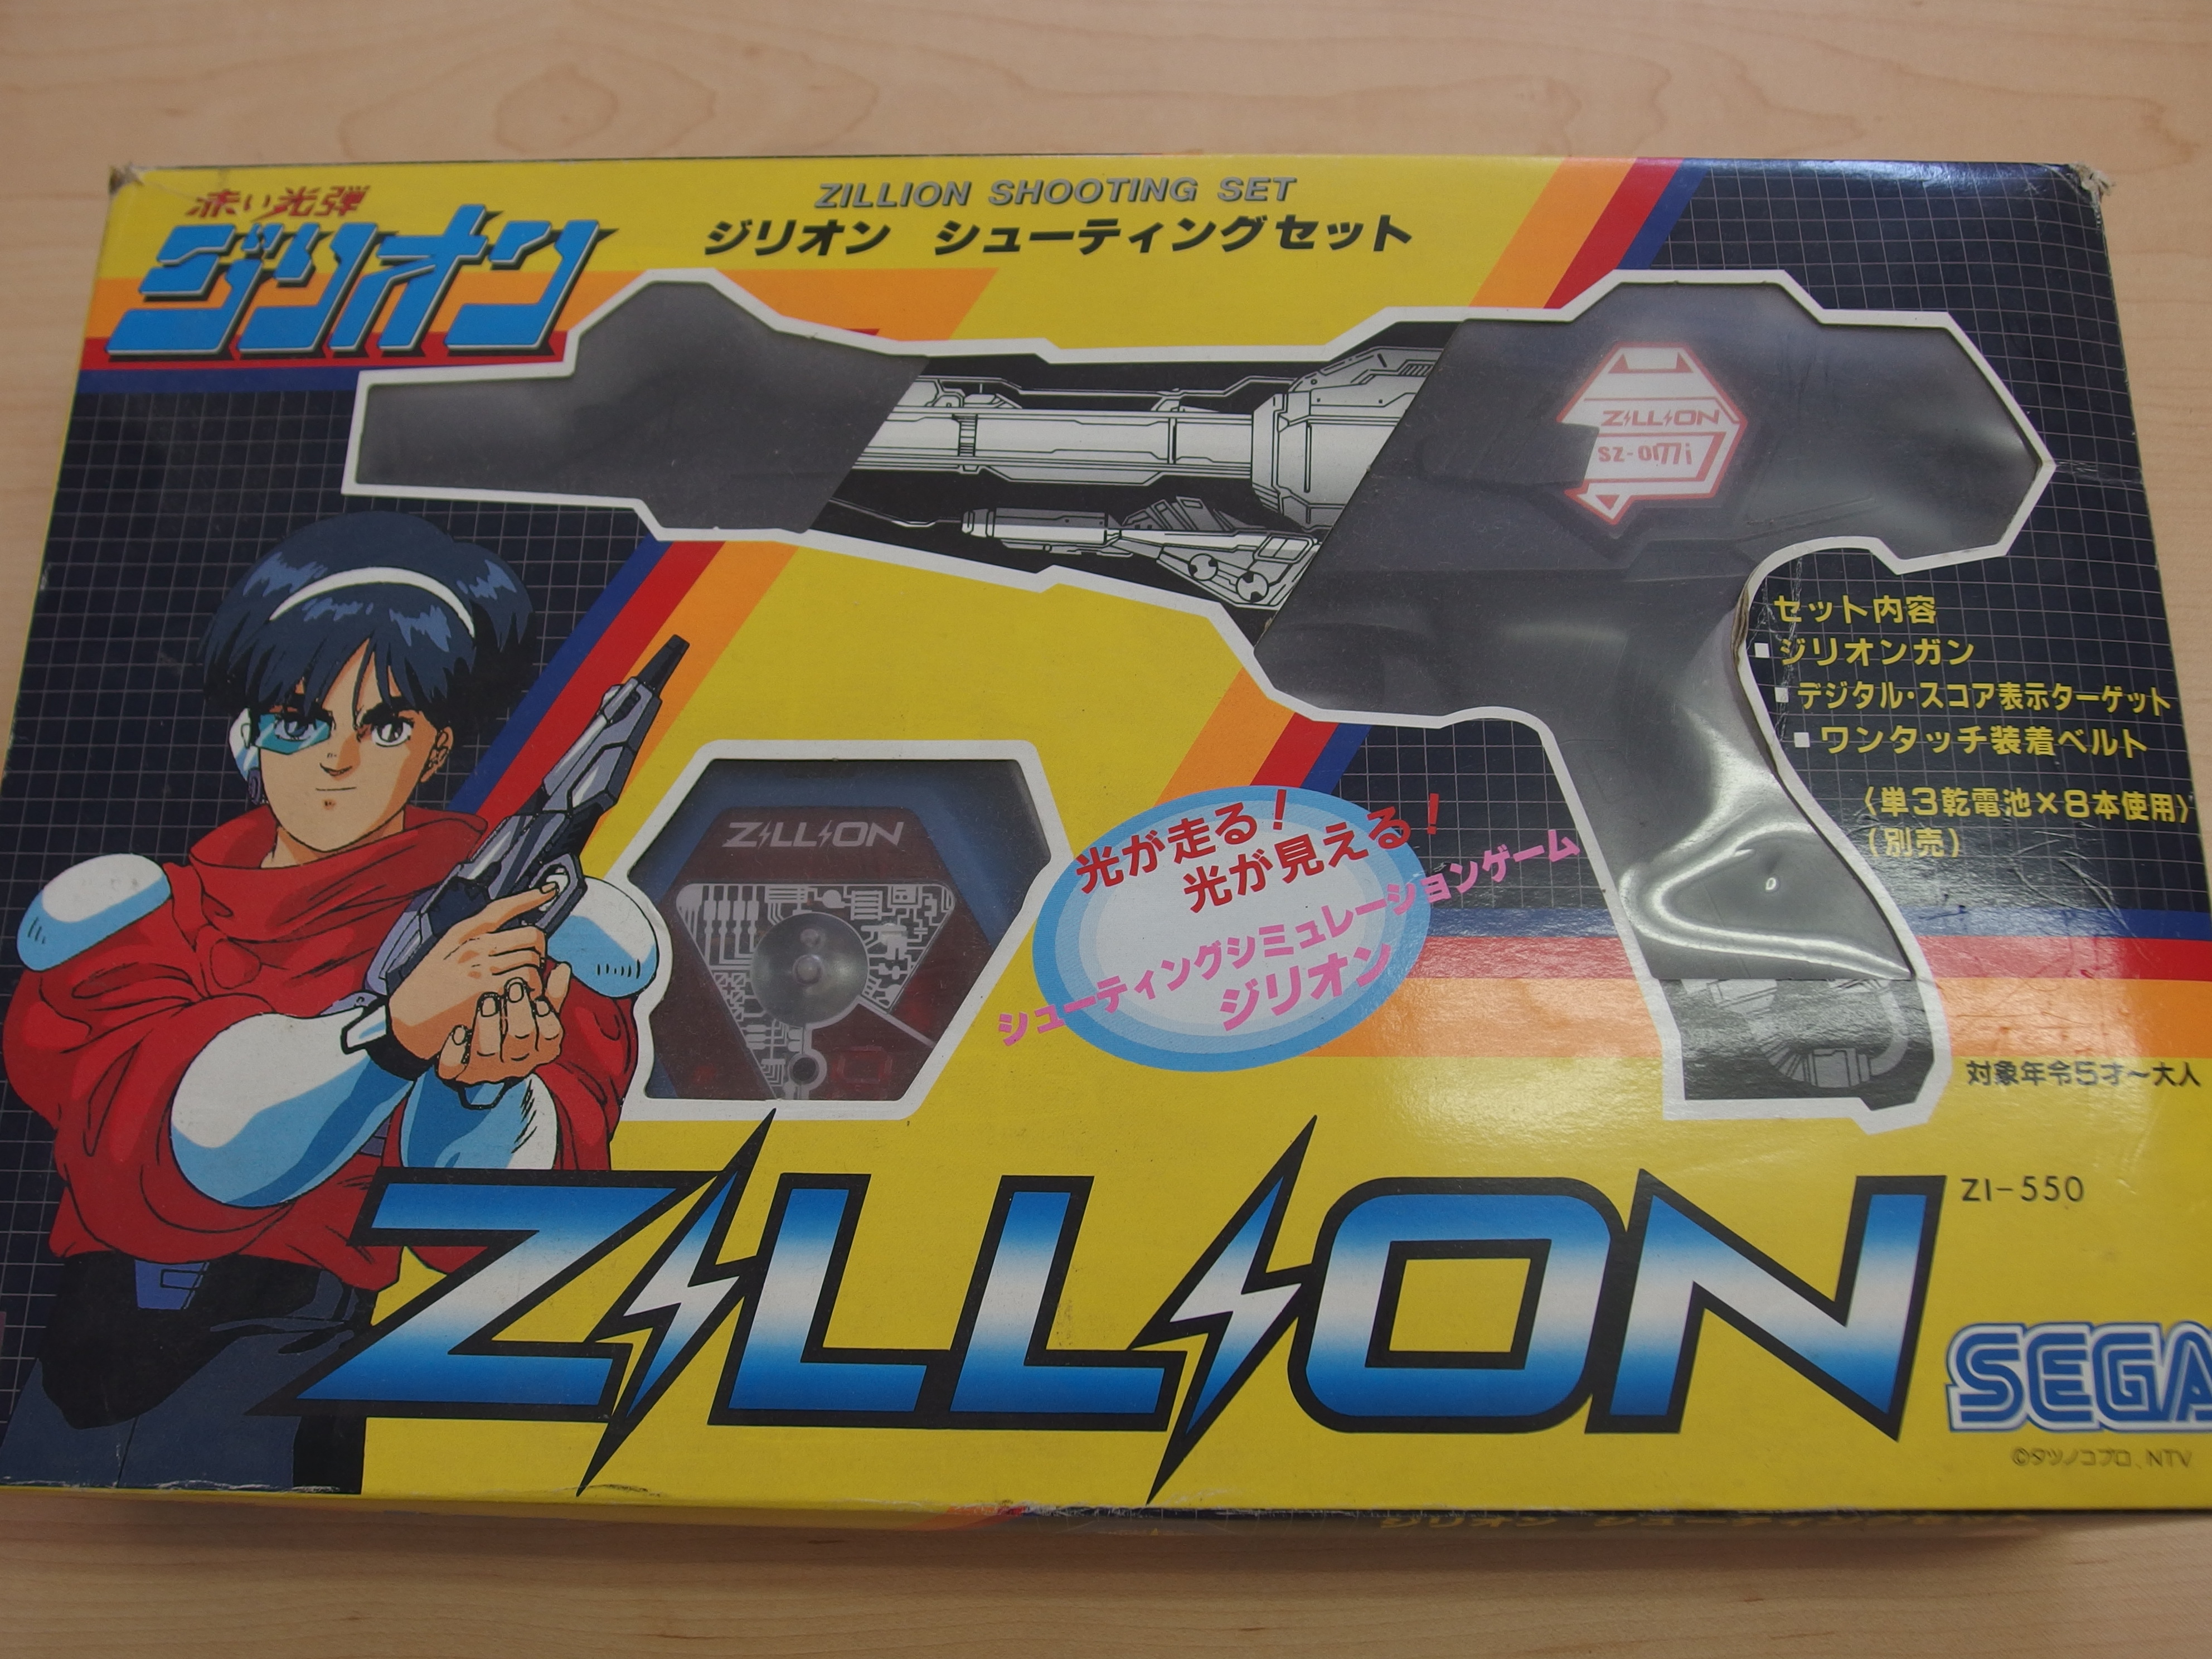 赤い光弾
ジリオン
ZILLION SHOOTING SET
ジリオン シューティングセット
ZILLION
セット内容
■ジリオンガン
■デジタル・スコア表示ターゲット
■ワンタッチ装着ベルト
〈単3乾電池×8本使用〉
(別売)
ZILLION
光が走る!
光が見える!
シューティングシミュレーションゲーム
ジリオン
対象年令5才〜大人
ZILLION
ZI-550
SEGA
©タツノコプロ、NTV